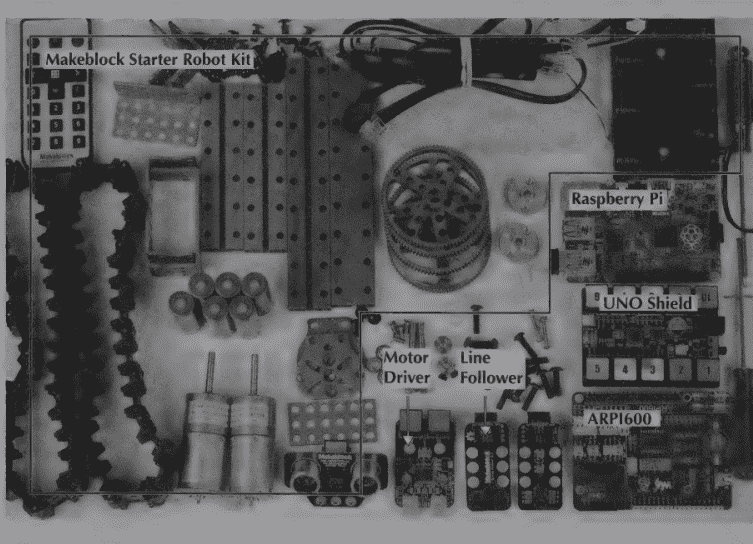 Makeblock Starter Robot Kit
Raspberry Pi
UNO Shield
Motor
Driver
Line
Follower
ARPI600
5 4 3 2 1